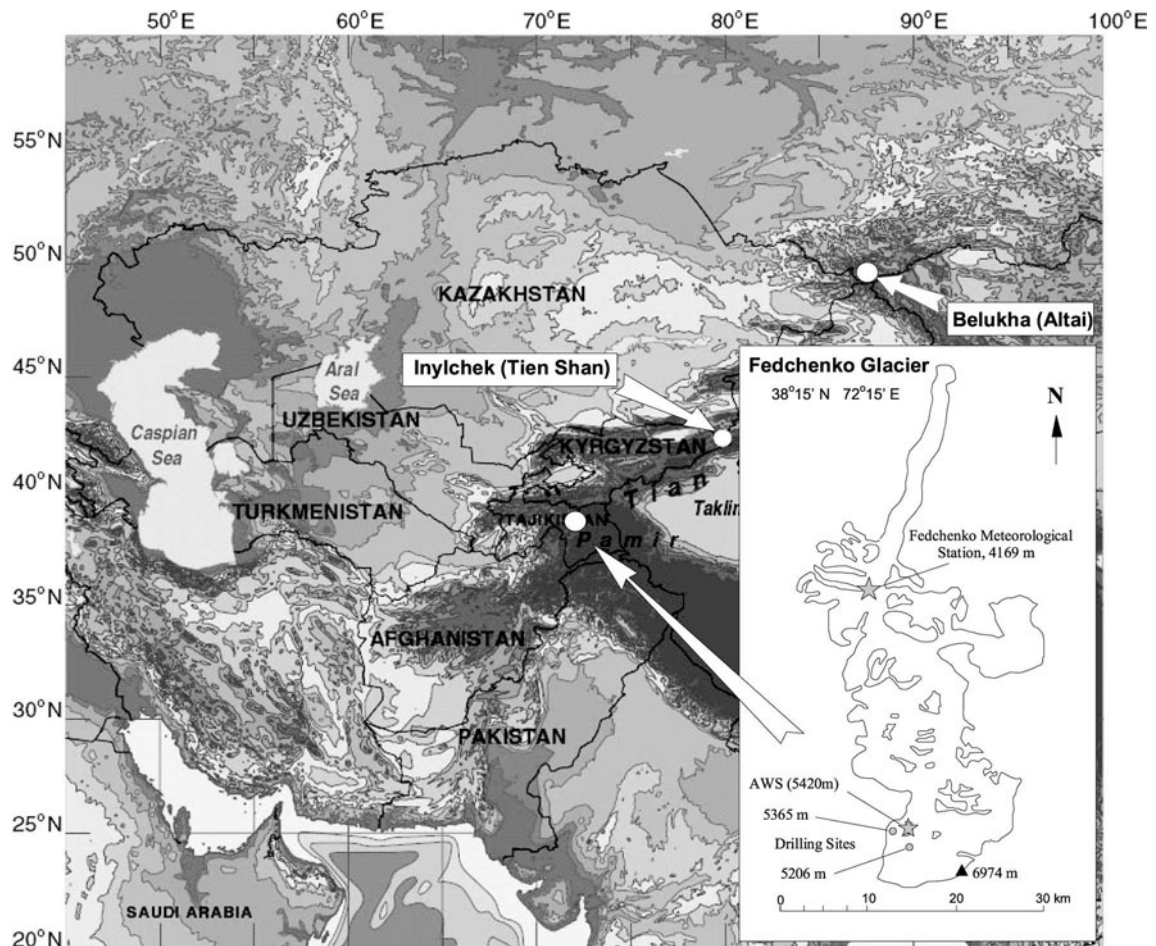 50°E 60°E 70°E 80°E 90°E 100°E
55°N
50°N
45°N
40°N
35°N
30°N
25°N
20°N
KAZAKHSTAN
Belukha (Altai)
Inylchek (Tien Shan)
Aral
Sea
UZBEKISTAN
Caspian
Sea
KYRGYZSTAN
TURKMENISTAN
Tian
Taklim
Pamir
AFGHANISTAN
PAKISTAN
SAUDI ARABIA
Fedchenko Glacier
38°15' N 72°15' E
N
Fedchenko Meteorological
Station, 4169 m
AWS (5420m)
5365 m
Drilling Sites
5206 m
6974 m
0 10 20 30 km